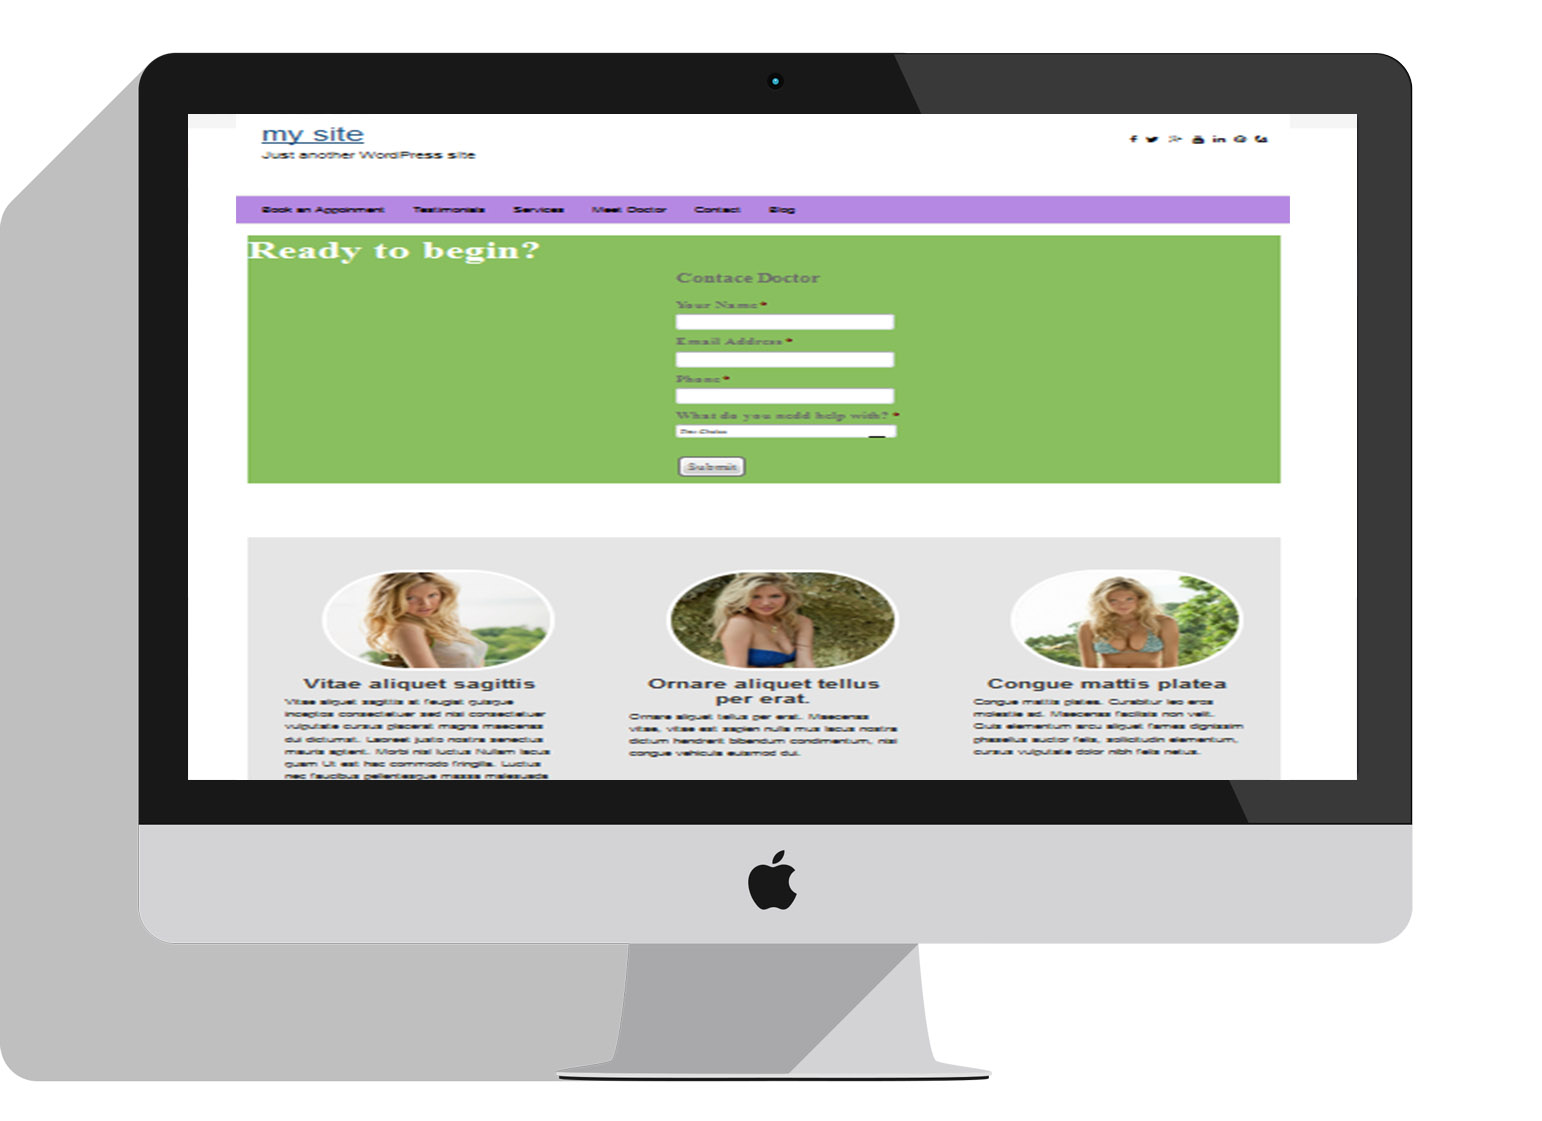 my site
Just another WordPress site
Book an Appoinment Testimonials Services Meet Doctor Contact Blog
Ready to begin?
Contace Doctor
Your Name*
Email Address*
Phone*
What do you nedd help with? *
Submit
Vitae aliquet sagittis
Vitae aliquet sagittis at feugiat quisque
inceptos consectetuer sed nisi consectetuer
vulputate cursus placerat magna maecenas
dui dictumst. Laoreet justo nostra senectus
mauris aptent. Morbi nisl luctus Nullam lacus
quam Ut est hac commodo fringilla. Luctus
nec faucibus pellentesque massa malesuada
Ornare aliquet tellus
per erat.
Ornare aliquet tellus per erat. Maecenas
vitae, vitae est sapien nulla mus lacus nostra
dictum hendrerit bibendum condimentum, nisl
congue vehicula euismod dui.
Congue mattis platea
Congue mattis platea. Curabitur leo eros
molestie ad. Maecenas facilisis non velit.
Quis elementum arcu aliquet fames dignissim
phasellus auctor felis, sollicitudin elementum,
cursus vulputate dolor nibh felis netus.